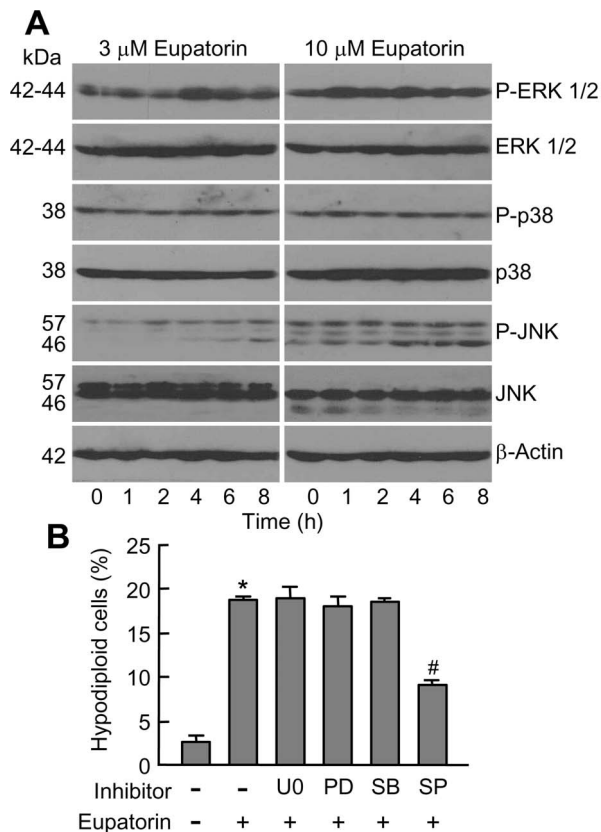 A
kDa 3 μM Eupatorin 10 μM Eupatorin
42-44 P-ERK 1/2
42-44 ERK 1/2
38 P-p38
38 p38
57 P-JNK
46
57 JNK
46
42 β-Actin
0 1 2 4 6 8 0 1 2 4 6 8
Time (h)
B
Hypodiploid cells (%)
25
20
15
10
5
0
*
#
Inhibitor - - U0 PD SB SP
Eupatorin - + + + + +